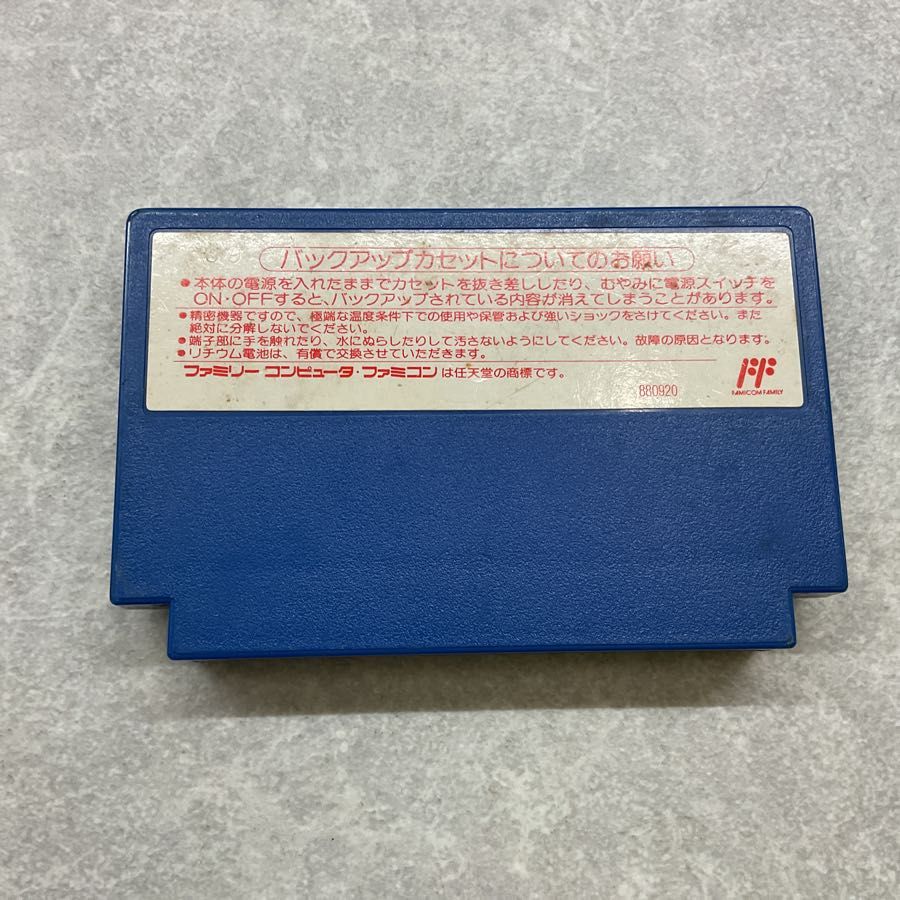 バックアップカセットについてのお願い
●本体の電源を入れたままでカセットを抜き差ししたり、むやみに電源スイッチを
ON・OFFすると、バックアップされている内容が消えてしまうことがあります。
●精密機器ですので、極端な温度条件下での使用や保管および強いショックをさけてください。また
絶対に分解しないでください。
●端子部に手を触れたり、水にぬらしたりして汚さないようにしてください。故障の原因となります。
●リチウム電池は、有償で交換させていただきます。
ファミリー コンピュータ・ファミコン は任天堂の商標です。
880920
FF
FAMICOM FAMILY